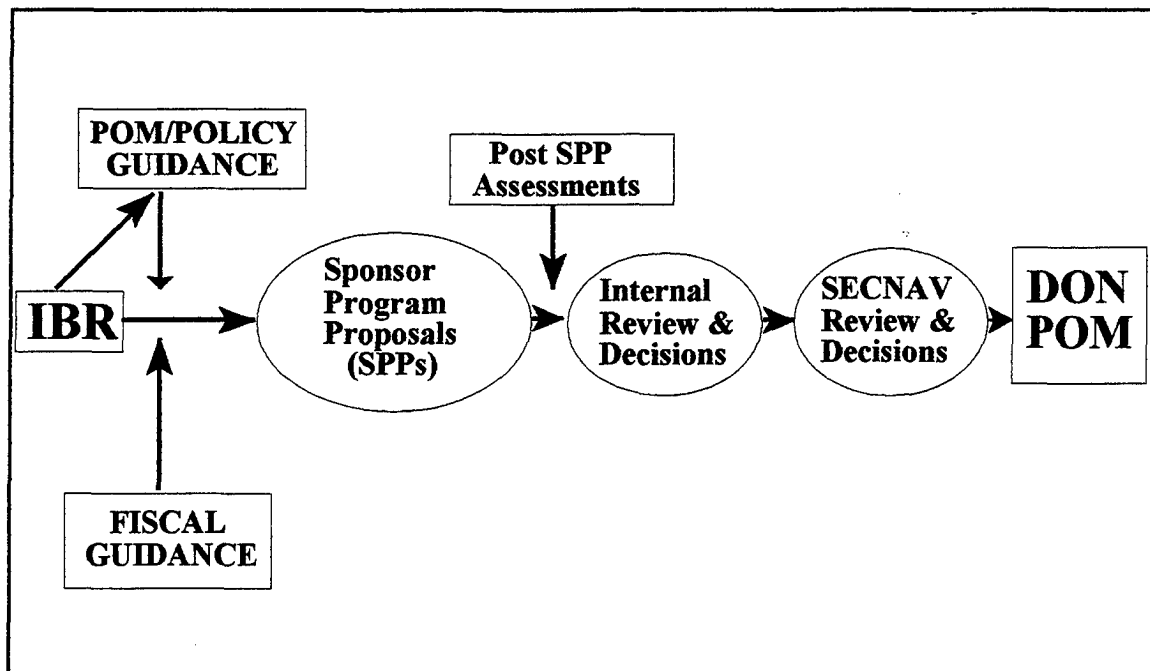 POM/POLICY
GUIDANCE
Post SPP
Assessments
IBR
Sponsor
Program
Proposals
(SPPs)
Internal
Review &
Decisions
SECNAV
Review &
Decisions
DON
POM
FISCAL
GUIDANCE